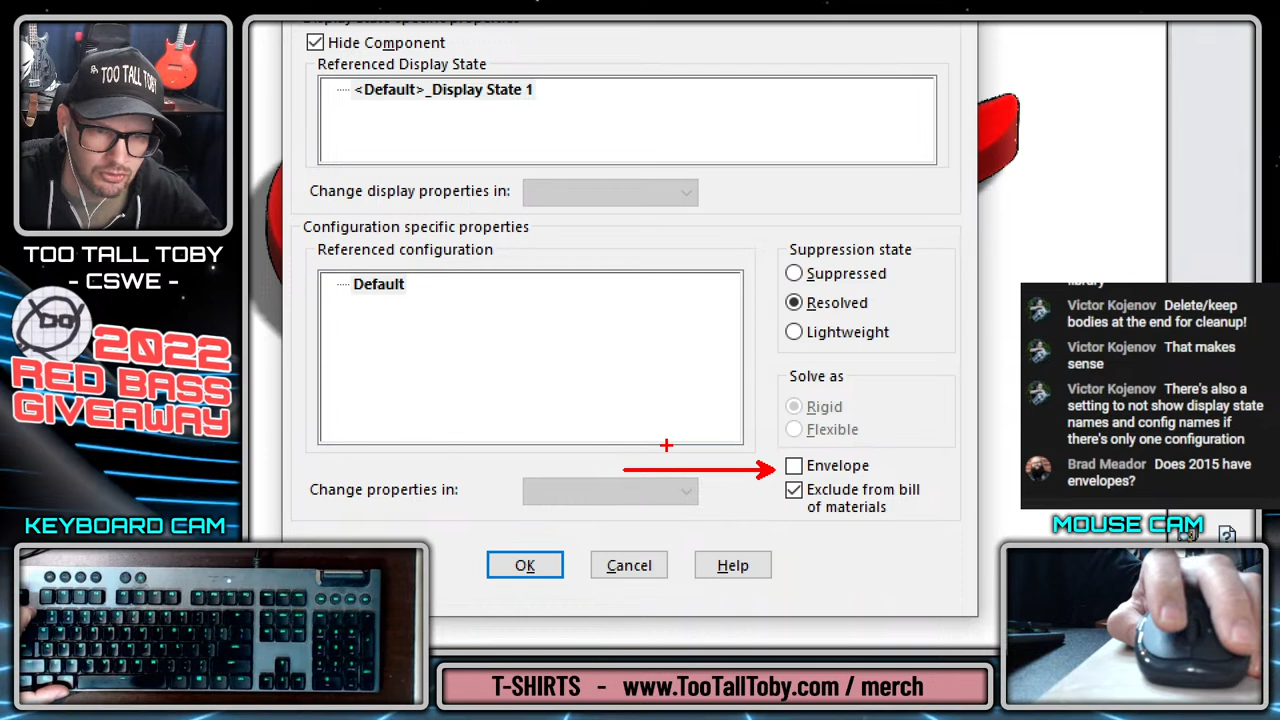 Hide Component
Referenced Display State
<Default>_Display State 1
Change display properties in:
Configuration specific properties
Referenced configuration
Default
Suppression state
Suppressed
Resolved
Lightweight
Solve as
Rigid
Flexible
Envelope
Exclude from bill
of materials
Change properties in:
OK
Cancel
Help
TOO TALL TOBY
TOO TALL TOBY
- CSWE -
2022
RED BASS
GIVEAWAY
KEYBOARD CAM
library
Victor Kojenov Delete/keep
bodies at the end for cleanup!
Victor Kojenov That makes
sense
Victor Kojenov There's also a
setting to not show display state
names and config names if
there's only one configuration
Brad Meador Does 2015 have
envelopes?
MOUSE CAM
T-SHIRTS - www.TooTallToby.com / merch